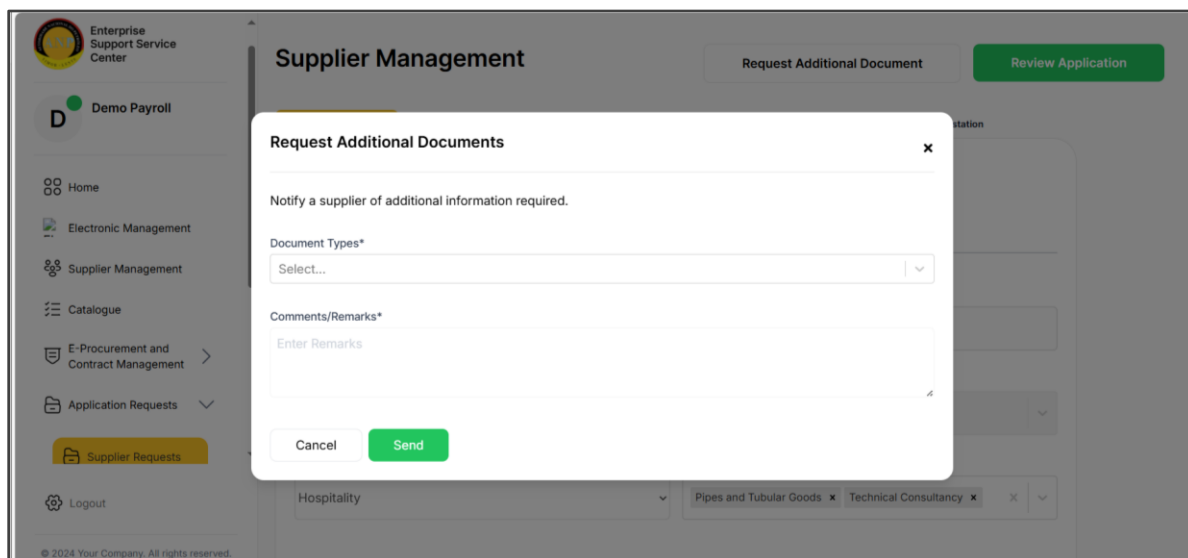 Enterprise
Support Service
Center
Demo Payroll
Home
Electronic Management
Supplier Management
Catalogue
E-Procurement and
Contract Management
Application Requests
Supplier Requests
Logout
© 2024 Your Company. All rights reserved.
Supplier Management
Request Additional Document
Review Application
station
Request Additional Documents
×
Notify a supplier of additional information required.
Document Types*
Select...
Comments/Remarks*
Enter Remarks
Cancel
Send
Hospitality
Pipes and Tubular Goods × Technical Consultancy ×